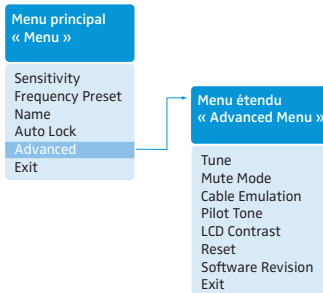 Menu principal
« Menu »
Sensitivity
Frequency Preset
Name
Auto Lock
Advanced
Exit
Menu étendu
« Advanced Menu »
Tune
Mute Mode
Cable Emulation
Pilot Tone
LCD Contrast
Reset
Software Revision
Exit